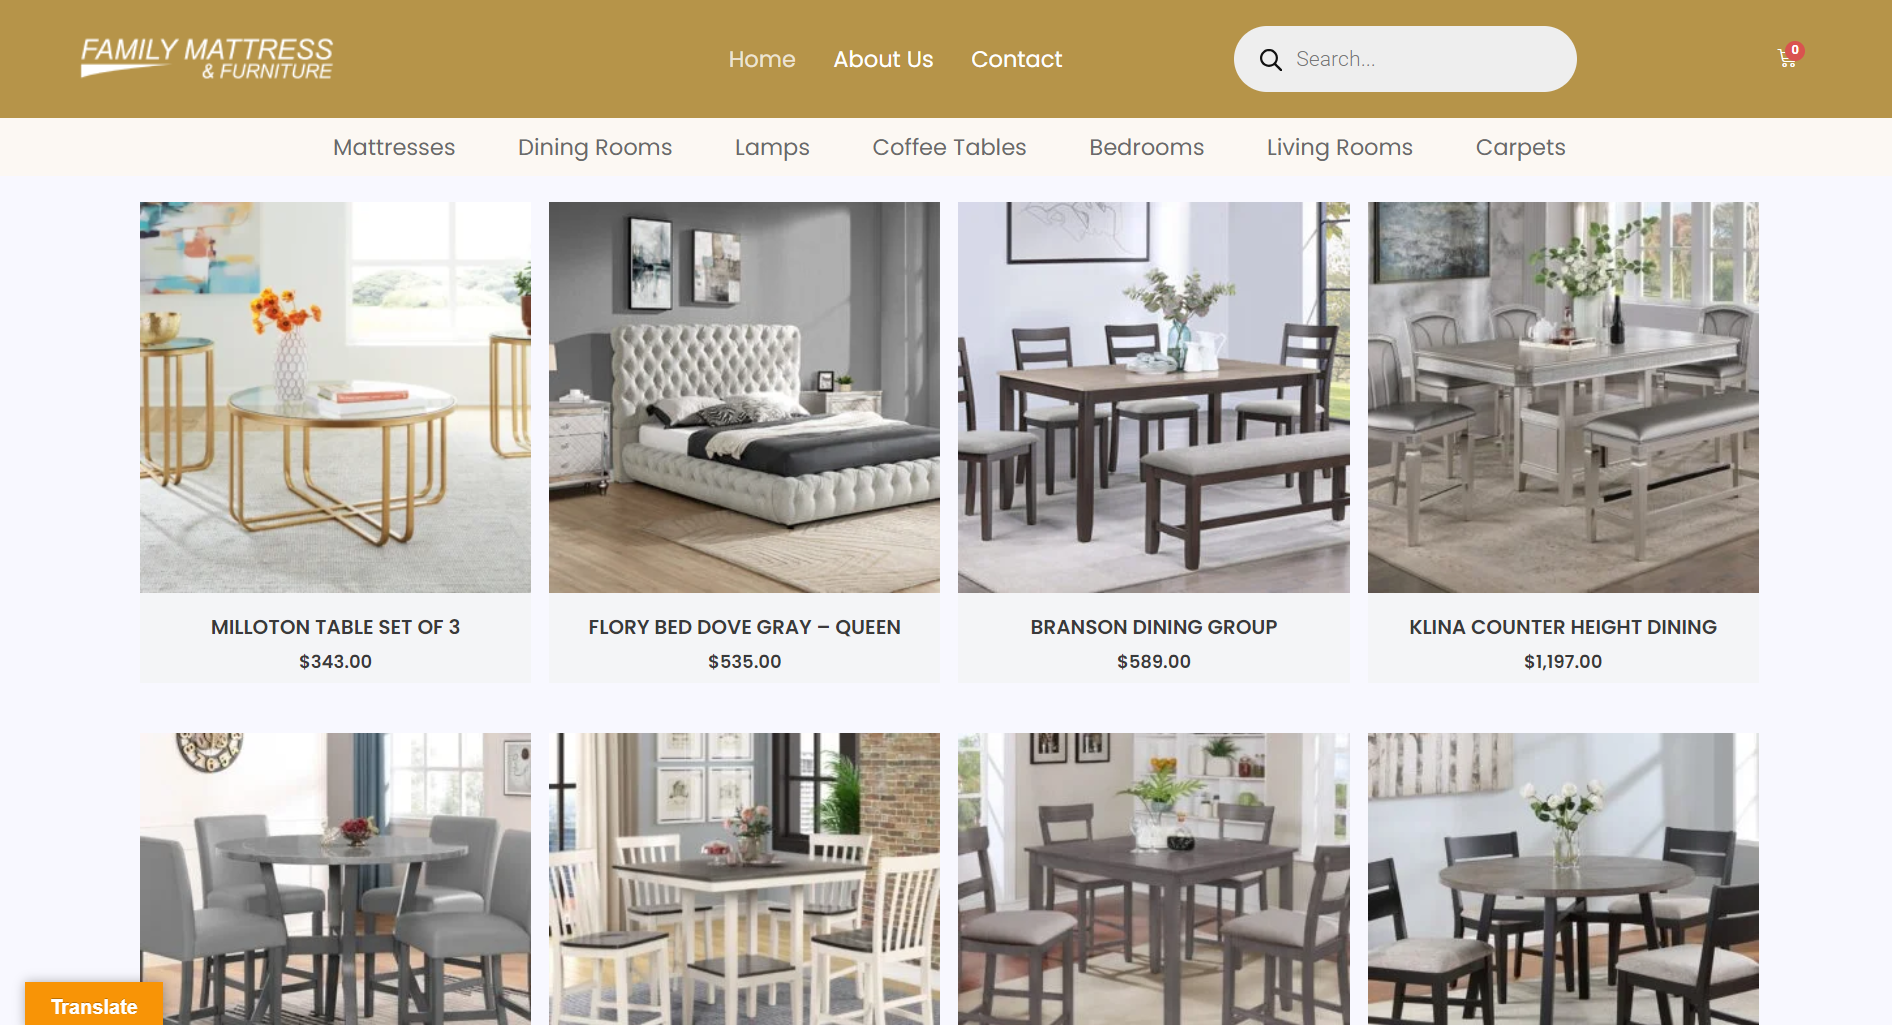 FAMILY MATTRESS
& FURNITURE
Home
About Us
Contact
Search...
0
Mattresses
Dining Rooms
Lamps
Coffee Tables
Bedrooms
Living Rooms
Carpets
MILLOTON TABLE SET OF 3
$343.00
FLORY BED DOVE GRAY – QUEEN
$535.00
BRANSON DINING GROUP
$589.00
KLINA COUNTER HEIGHT DINING
$1,197.00
Translate